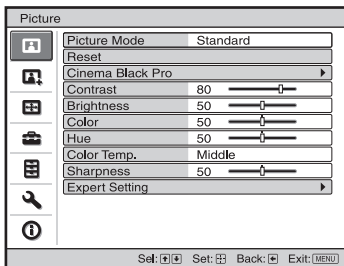 Picture
Picture Mode Standard
Reset
Cinema Black Pro
Contrast 80
Brightness 50
Color 50
Hue 50
Color Temp. Middle
Sharpness 50
Expert Setting
Sel: Set: Back: Exit: MENU